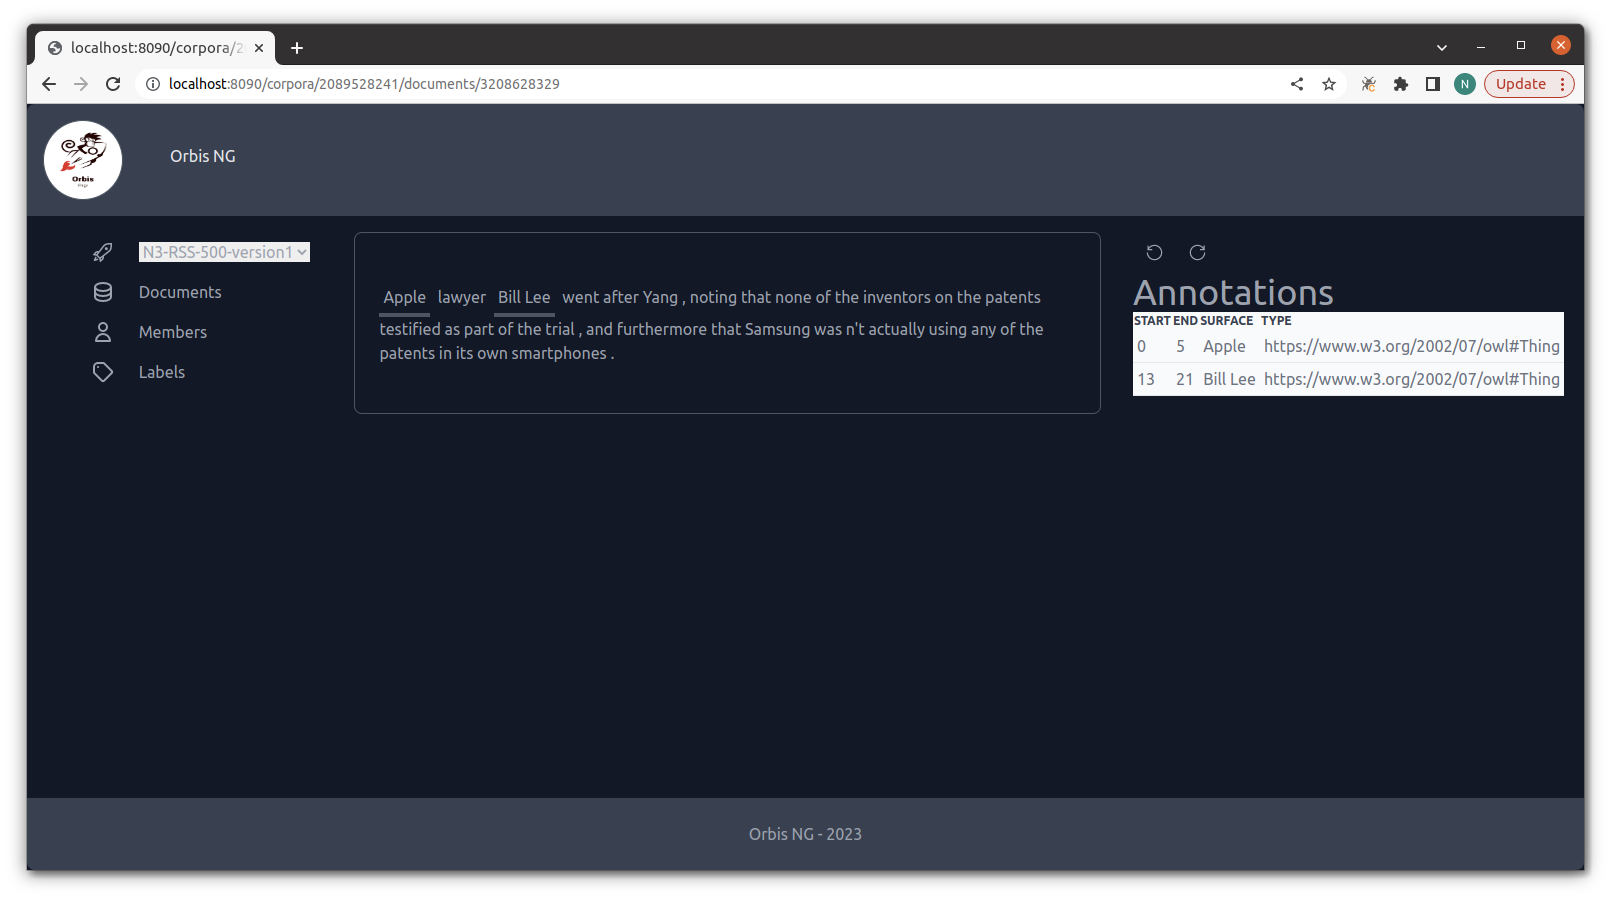 localhost:8090/corpora/2
localhost:8090/corpora/2089528241/documents/3208628329
N
Update
Orbis
Orbis NG
N3-RSS-500-version1
Documents
Members
Labels
Apple lawyer Bill Lee went after Yang , noting that none of the inventors on the patents
testified as part of the trial , and furthermore that Samsung was n't actually using any of the
patents in its own smartphones .
Annotations
START END SURFACE TYPE
0 5 Apple https://www.w3.org/2002/07/owl#Thing
13 21 Bill Lee https://www.w3.org/2002/07/owl#Thing
Orbis NG - 2023